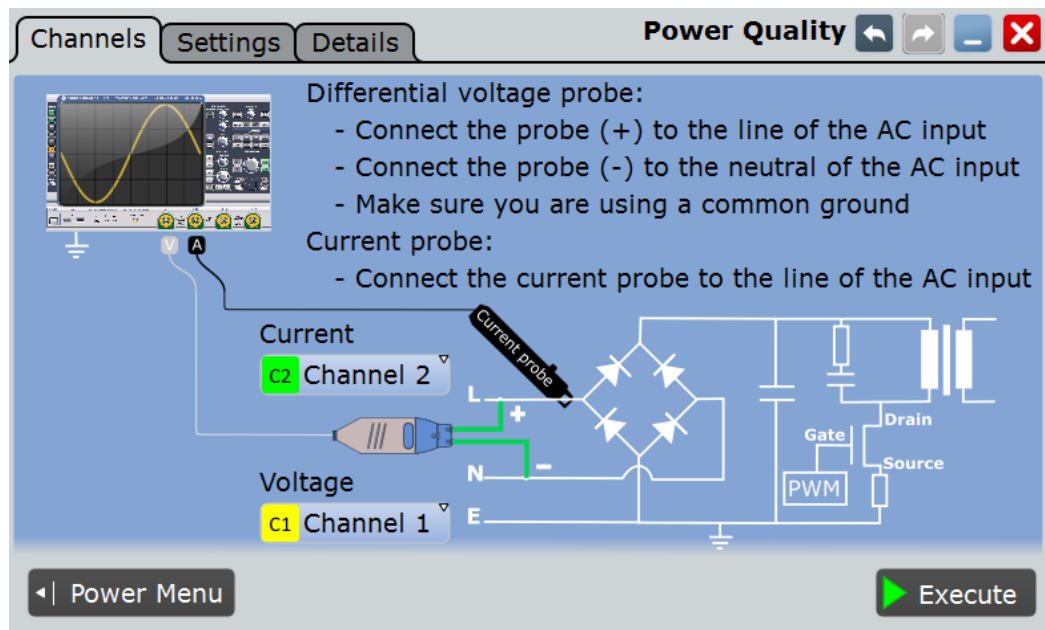 Channels
Settings
Details
Power Quality
Differential voltage probe:
- Connect the probe (+) to the line of the AC input
- Connect the probe (-) to the neutral of the AC input
- Make sure you are using a common ground
Current probe:
- Connect the current probe to the line of the AC input
V
A
Current probe
Current
C2 Channel 2
L
+
Drain
Gate
Source
N
-
PWM
Voltage
C1 Channel 1
E
Power Menu
Execute